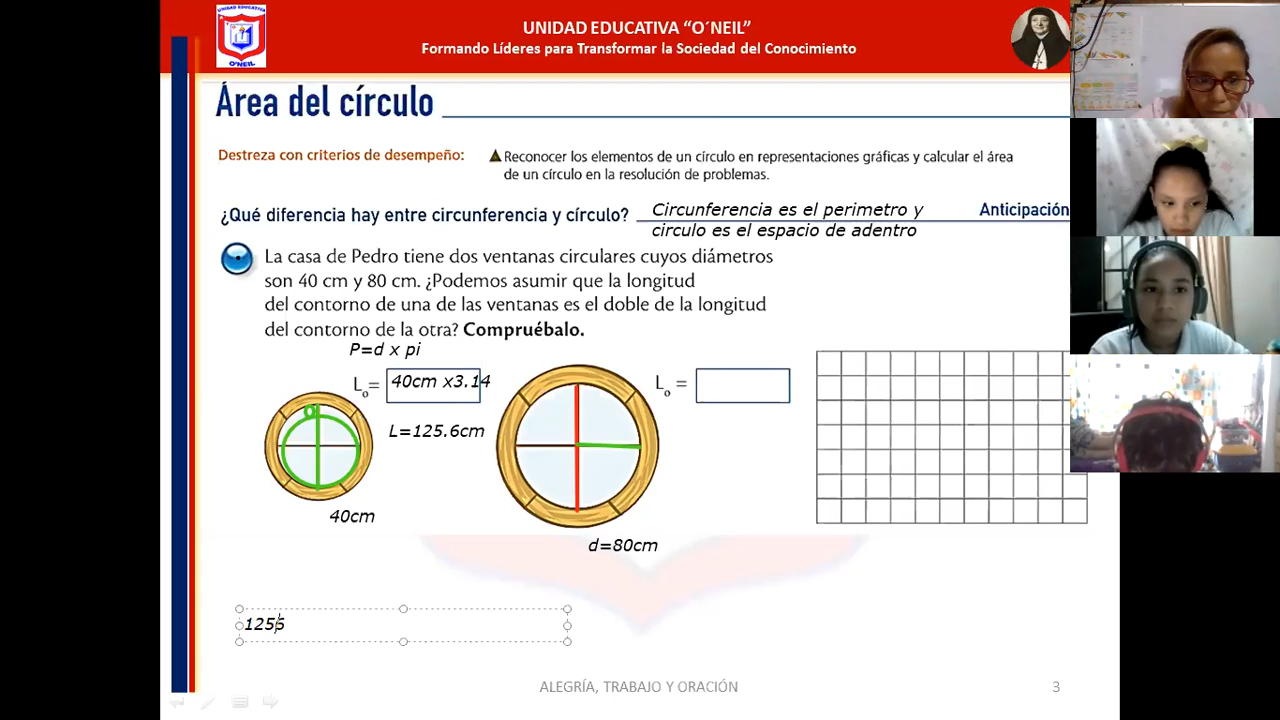 UNIDAD EDUCATIVA
O´NEIL
UNIDAD EDUCATIVA “O´NEIL”
Formando Líderes para Transformar la Sociedad del Conocimiento
Área del círculo
Destreza con criterios de desempeño:
Reconocer los elementos de un círculo en representaciones gráficas y calcular el área
de un círculo en la resolución de problemas.
¿Qué diferencia hay entre circunferencia y círculo?
Circunferencia es el perimetro y
circulo es el espacio de adentro
Anticipación
La casa de Pedro tiene dos ventanas circulares cuyos diámetros
son 40 cm y 80 cm. ¿Podemos asumir que la longitud
del contorno de una de las ventanas es el doble de la longitud
del contorno de la otra? Compruébalo.
P=d x pi
Lo= 40cm x3.14
Lo =
L=125.6cm
40cm
d=80cm
ALEGRÍA, TRABAJO Y ORACIÓN
3